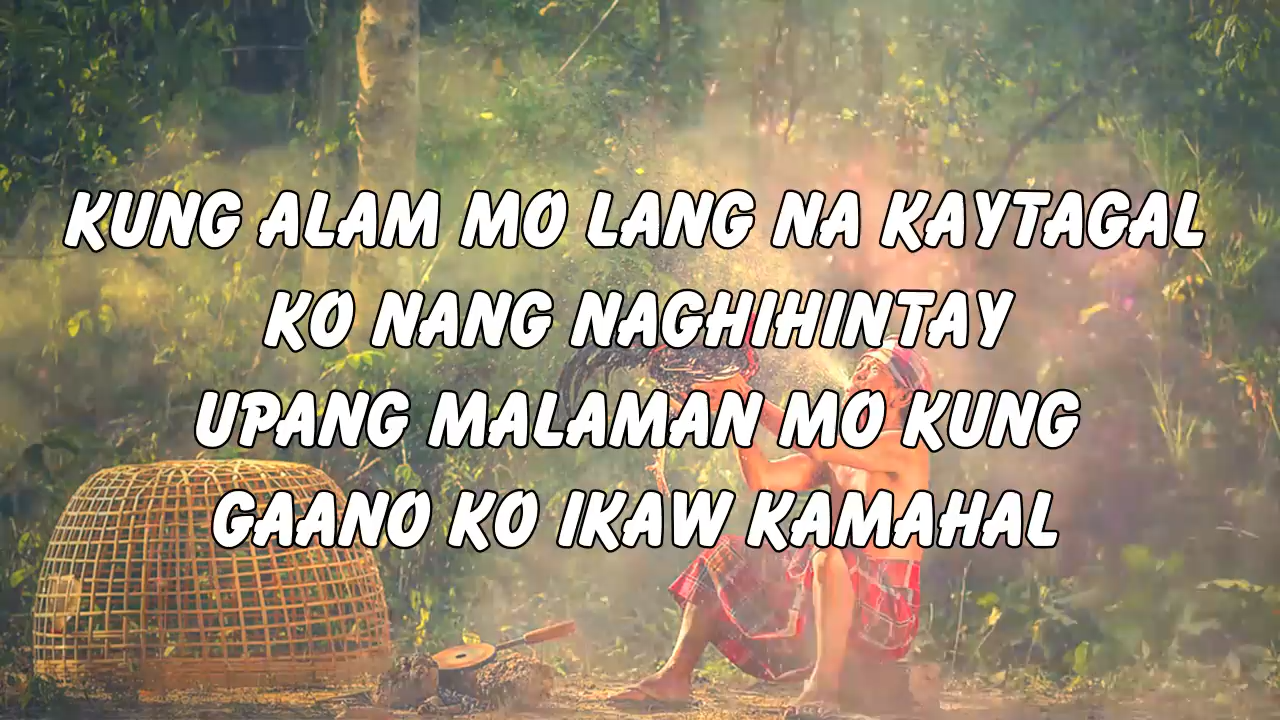 KUNG ALAM MO LANG NA KAYTAGAL
KO NANG NAGHIHINTAY
UPANG MALAMAN MO KUNG
GAANO KO IKAW KAMAHAL